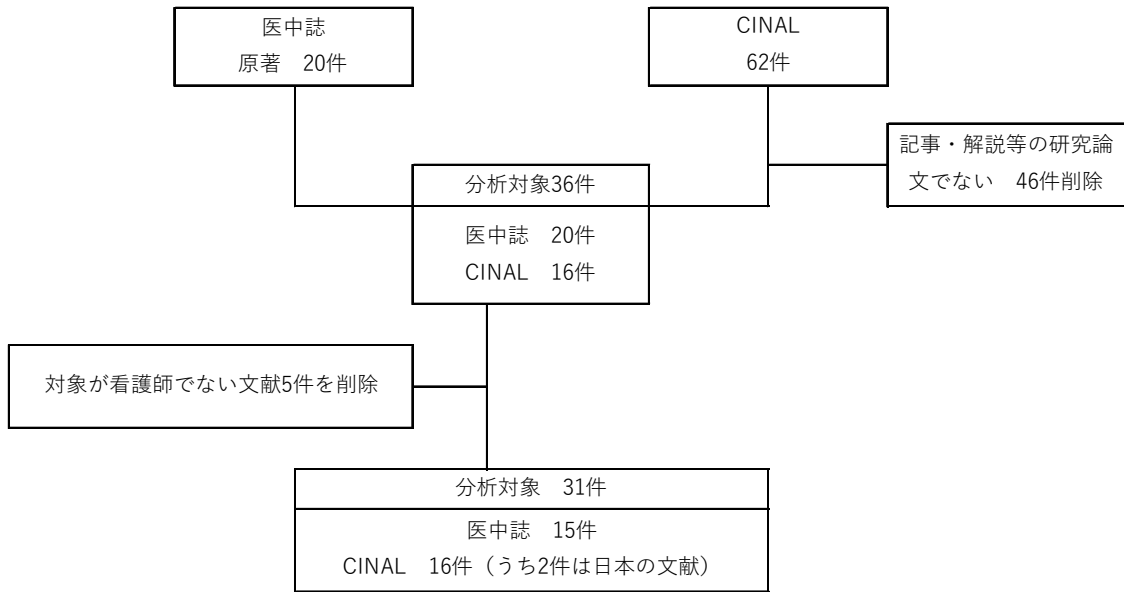 医中誌
原著　20件
CINAL
62件
記事・解説等の研究論
文でない　46件削除
分析対象36件
医中誌　20件
CINAL　16件
対象が看護師でない文献5件を削除
分析対象　31件
医中誌　15件
CINAL　16件（うち2件は日本の文献）